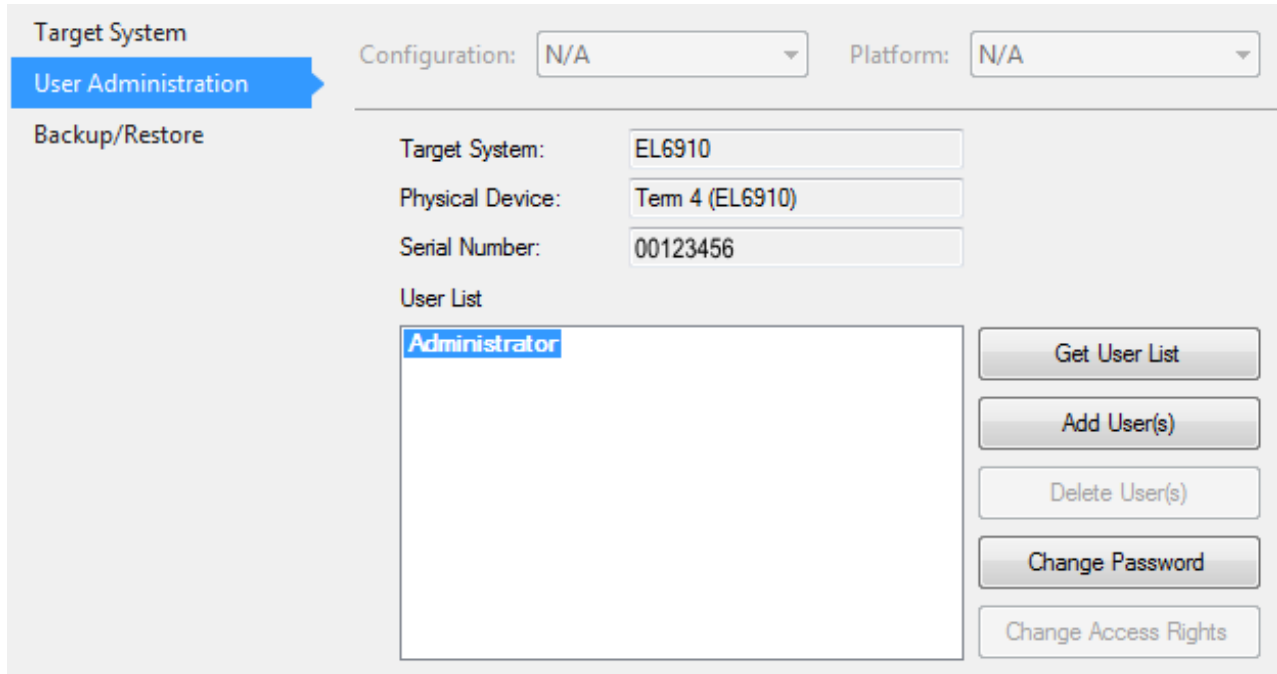 Target System
User Administration
Backup/Restore
Configuration: N/A Platform: N/A
Target System: EL6910
Physical Device: Term 4 (EL6910)
Serial Number: 00123456
User List
Administrator
Get User List
Add User(s)
Delete User(s)
Change Password
Change Access Rights